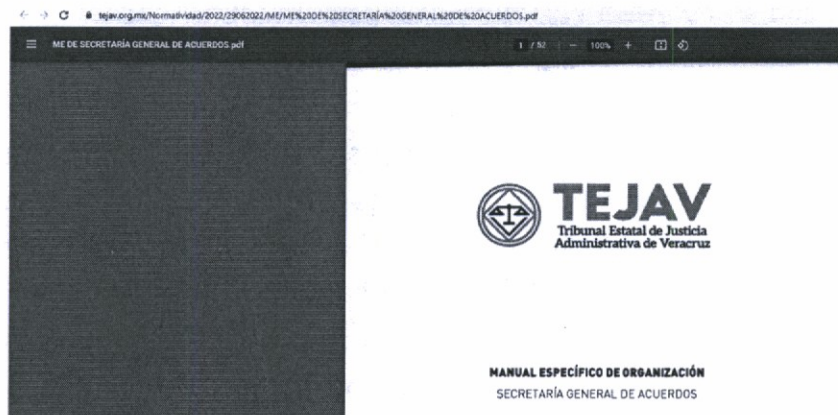 tejav.org.mx/Normatividad/2022/29062022/ME/ME%20DE%20SECRETARÍA%20GENERAL%20DE%20ACUERDOS.pdf
ME DE SECRETARÍA GENERAL DE ACUERDOS.pdf 1 / 52 100%
TEJAV
Tribunal Estatal de Justicia
Administrativa de Veracruz
MANUAL ESPECÍFICO DE ORGANIZACIÓN
SECRETARÍA GENERAL DE ACUERDOS